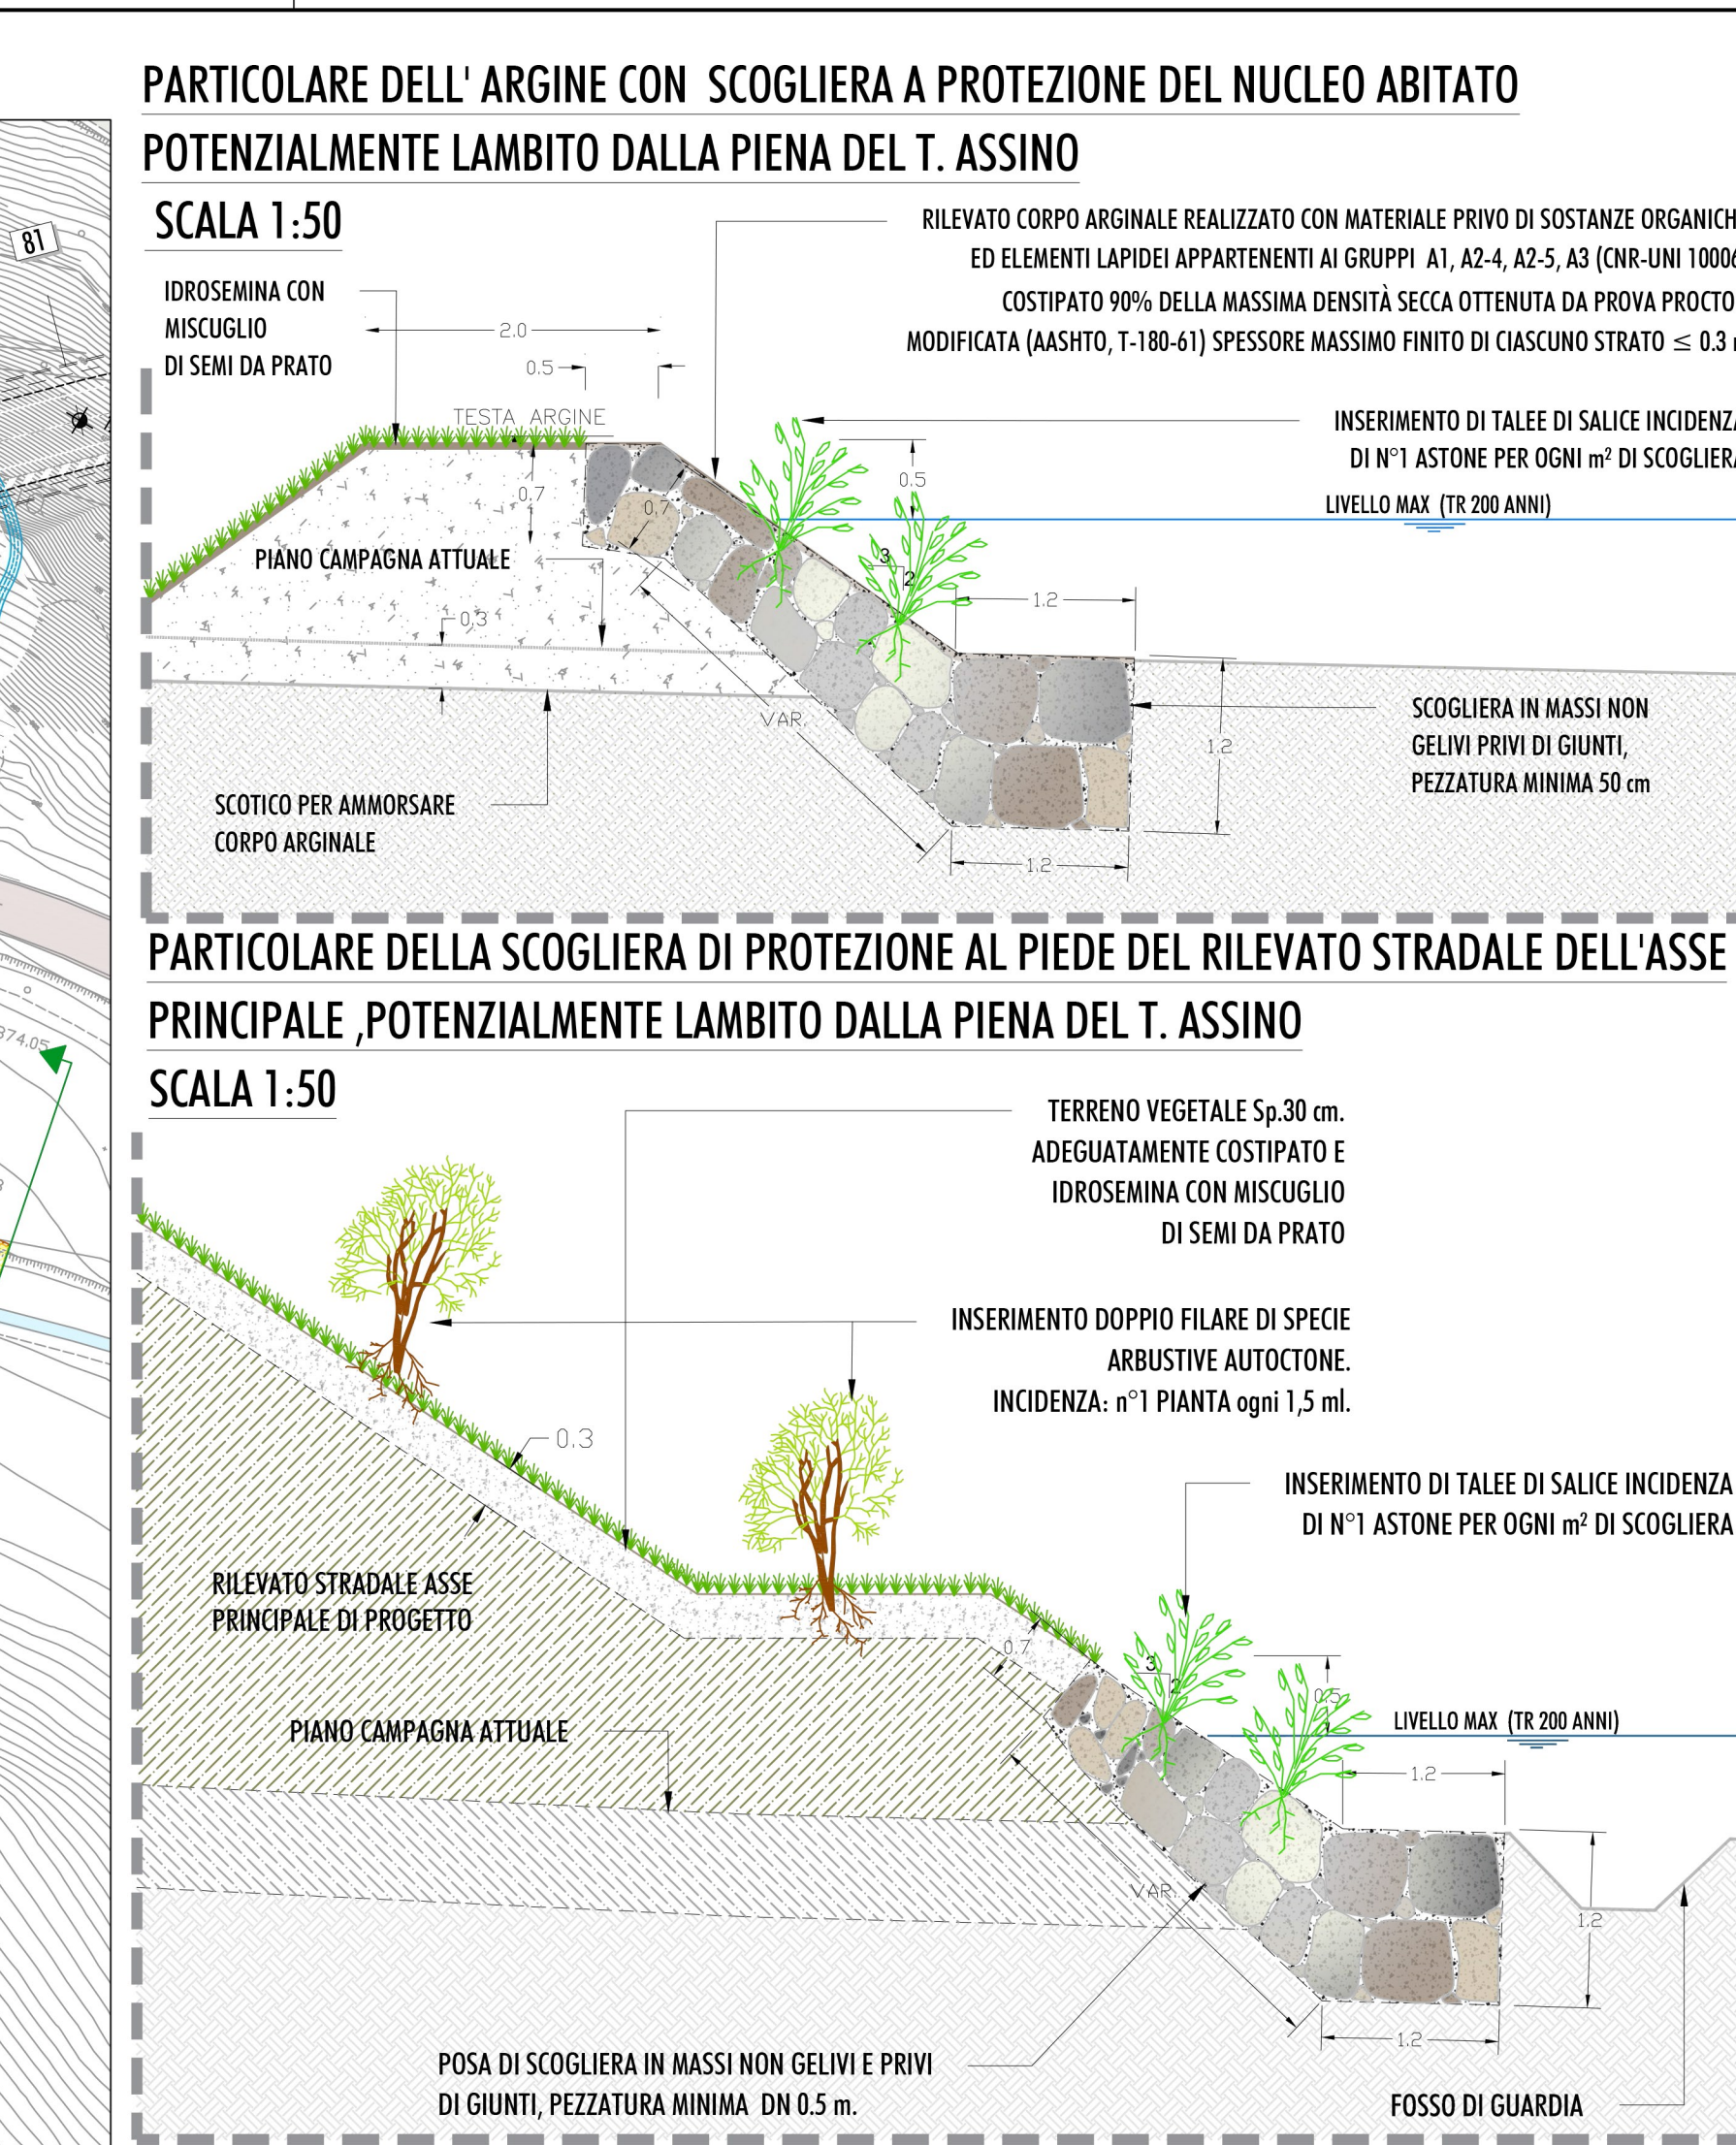 PARTICOLARE DELL' ARGINE CON SCOGLIERA A PROTEZIONE DEL NUCLEO ABITATO
POTENZIALMENTE LAMBITO DALLA PIENA DEL T. ASSINO
SCALA 1:50
81
RILEVATO CORPO ARGINALE REALIZZATO CON MATERIALE PRIVO DI SOSTANZE ORGANICH
ED ELEMENTI LAPIDEI APPARTENENTI AI GRUPPI A1, A2-4, A2-5, A3 (CNR-UNI 10006
COSTIPATO 90% DELLA MASSIMA DENSITÀ SECCA OTTENUTA DA PROVA PROCTO
MODIFICATA (AASHTO, T-180-61) SPESSORE MASSIMO FINITO DI CIASCUNO STRATO ≤ 0.3
IDROSEMINA CON
MISCUGLIO
DI SEMI DA PRATO
2.0
0.5
TESTA ARGINE
INSERIMENTO DI TALEE DI SALICE INCIDENZA
DI N°1 ASTONE PER OGNI m² DI SCOGLIERA
0.5
LIVELLO MAX (TR 200 ANNI)
0.7
0.7
PIANO CAMPAGNA ATTUALE
3
2
1.2
0.3
VAR.
1.2
SCOGLIERA IN MASSI NON
GELIVI PRIVI DI GIUNTI,
PEZZATURA MINIMA 50 cm
SCOTICO PER AMMORSARE
CORPO ARGINALE
1.2
PARTICOLARE DELLA SCOGLIERA DI PROTEZIONE AL PIEDE DEL RILEVATO STRADALE DELL'ASSE
PRINCIPALE ,POTENZIALMENTE LAMBITO DALLA PIENA DEL T. ASSINO
SCALA 1:50
374.05
TERRENO VEGETALE Sp.30 cm.
ADEGUATAMENTE COSTIPATO E
IDROSEMINA CON MISCUGLIO
DI SEMI DA PRATO
INSERIMENTO DOPPIO FILARE DI SPECIE
ARBUSTIVE AUTOCTONE.
INCIDENZA: n°1 PIANTA ogni 1,5 ml.
0.3
INSERIMENTO DI TALEE DI SALICE INCIDENZA
DI N°1 ASTONE PER OGNI m² DI SCOGLIERA
RILEVATO STRADALE ASSE
PRINCIPALE DI PROGETTO
0.7
3
2
0.5
LIVELLO MAX (TR 200 ANNI)
PIANO CAMPAGNA ATTUALE
1.2
VAR.
1.2
1.2
POSA DI SCOGLIERA IN MASSI NON GELIVI E PRIVI
DI GIUNTI, PEZZATURA MINIMA DN 0.5 m.
FOSSO DI GUARDIA